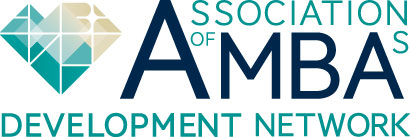 ASSOCIATION
OF AMBAs
DEVELOPMENT NETWORK